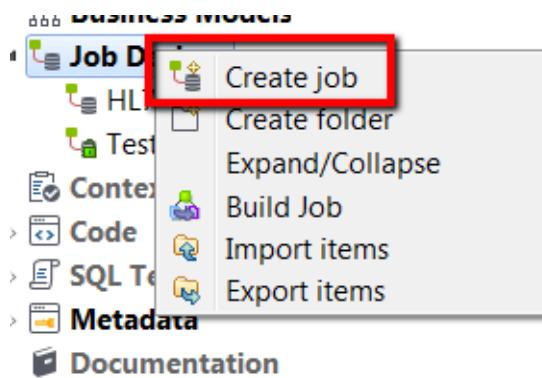 Business Models
Job D
Create job
HL7
Create folder
Test
Expand/Collapse
Contex
Build Job
Code
Import items
SQL Te
Export items
Metadata
Documentation